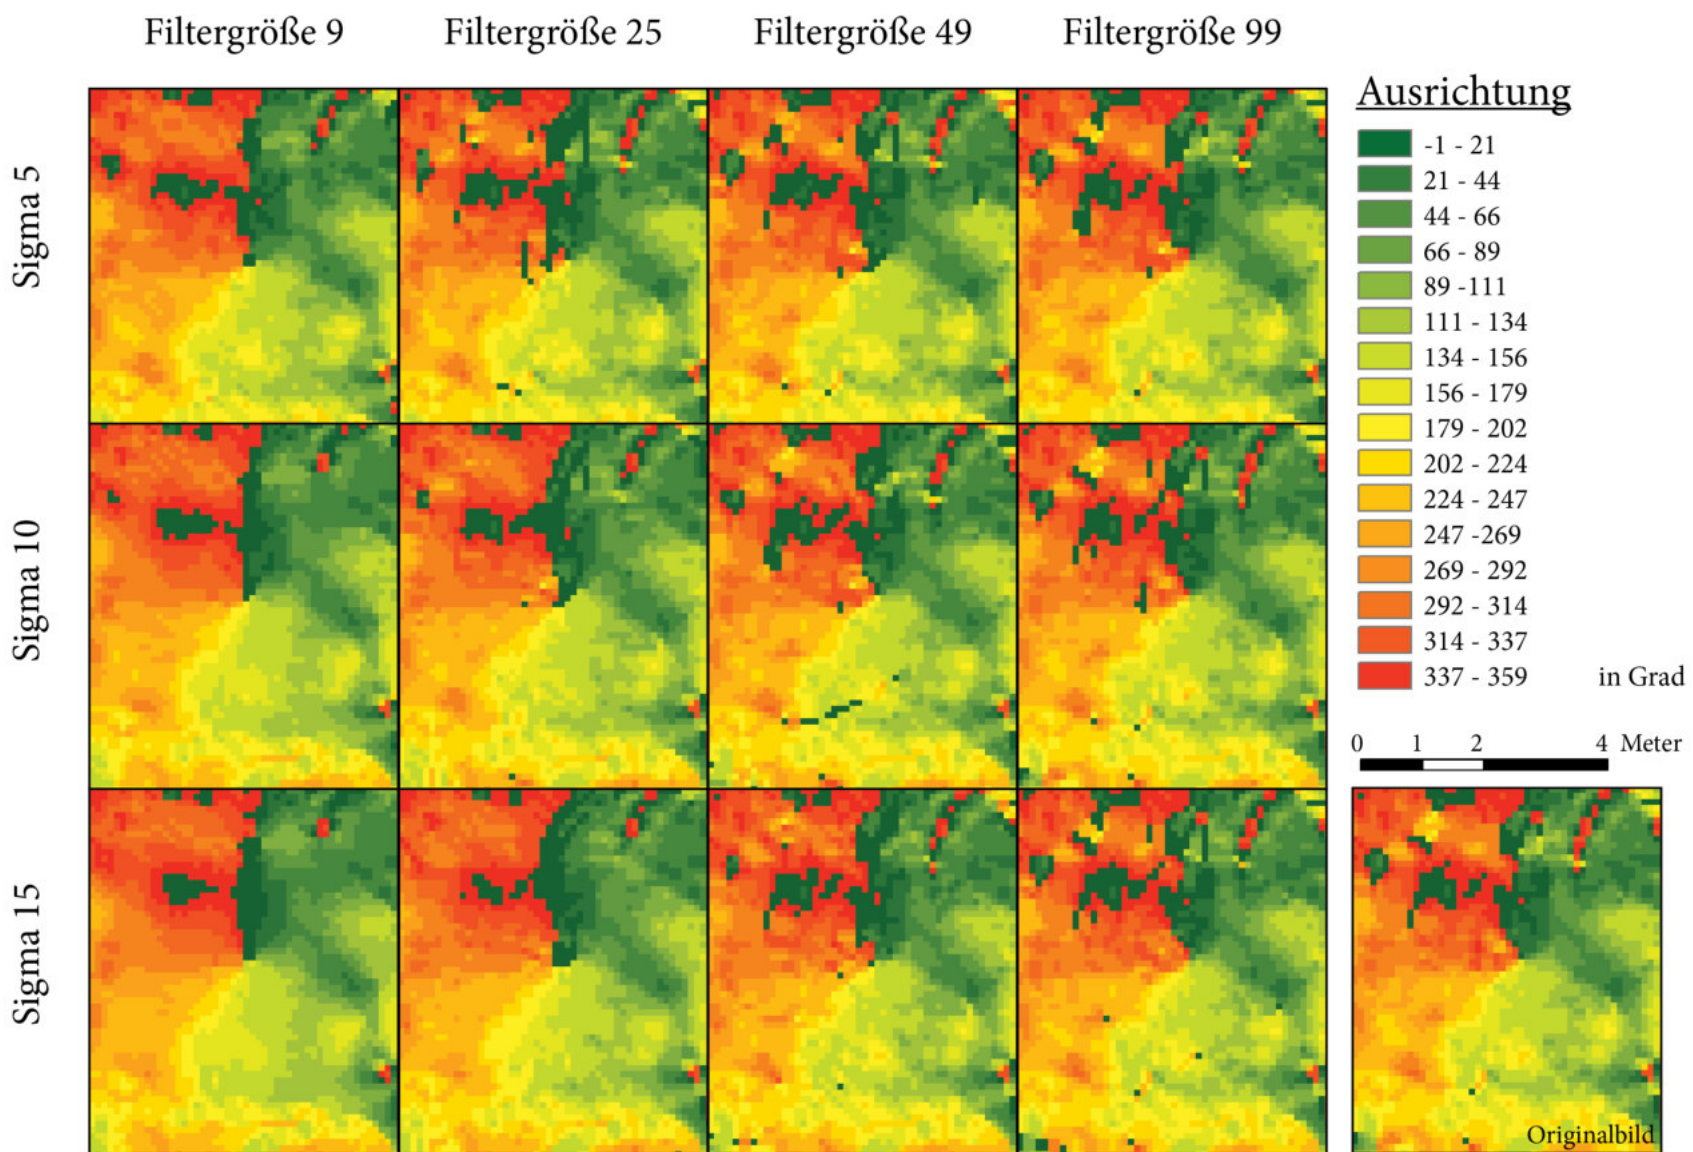 Filtergröße 9
Filtergröße 25
Filtergröße 49
Filtergröße 99
Sigma 5
Sigma 10
Sigma 15
Ausrichtung
-1 - 21
21 - 44
44 - 66
66 - 89
89 -111
111 - 134
134 - 156
156 - 179
179 - 202
202 - 224
224 - 247
247 -269
269 - 292
292 - 314
314 - 337
337 - 359 in Grad
0 1 2 4 Meter
Originalbild